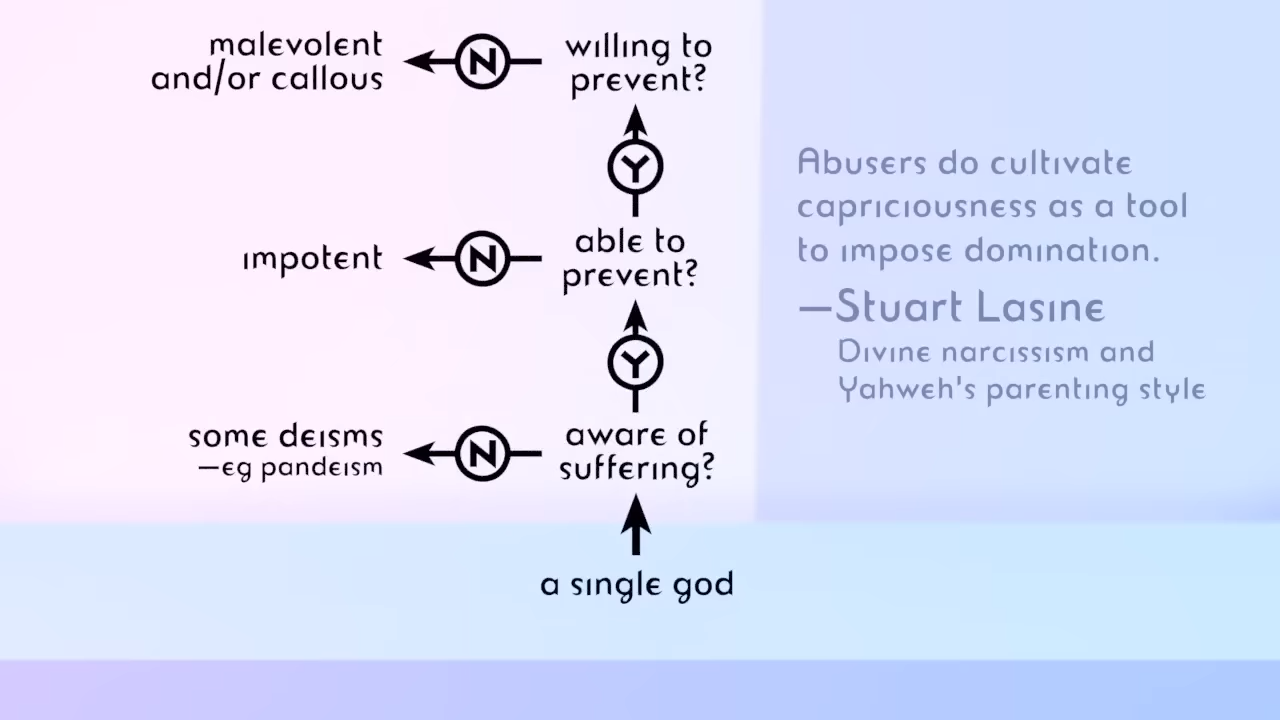 malevolent
and/or callous
N
willing to
prevent?
Y
impotent
N
able to
prevent?
Y
some deisms
—eg pandeism
N
aware of
suffering?
a single god
Abusers do cultivate
capriciousness as a tool
to impose domination.
—Stuart Lasine
Divine narcissism and
Yahweh's parenting style